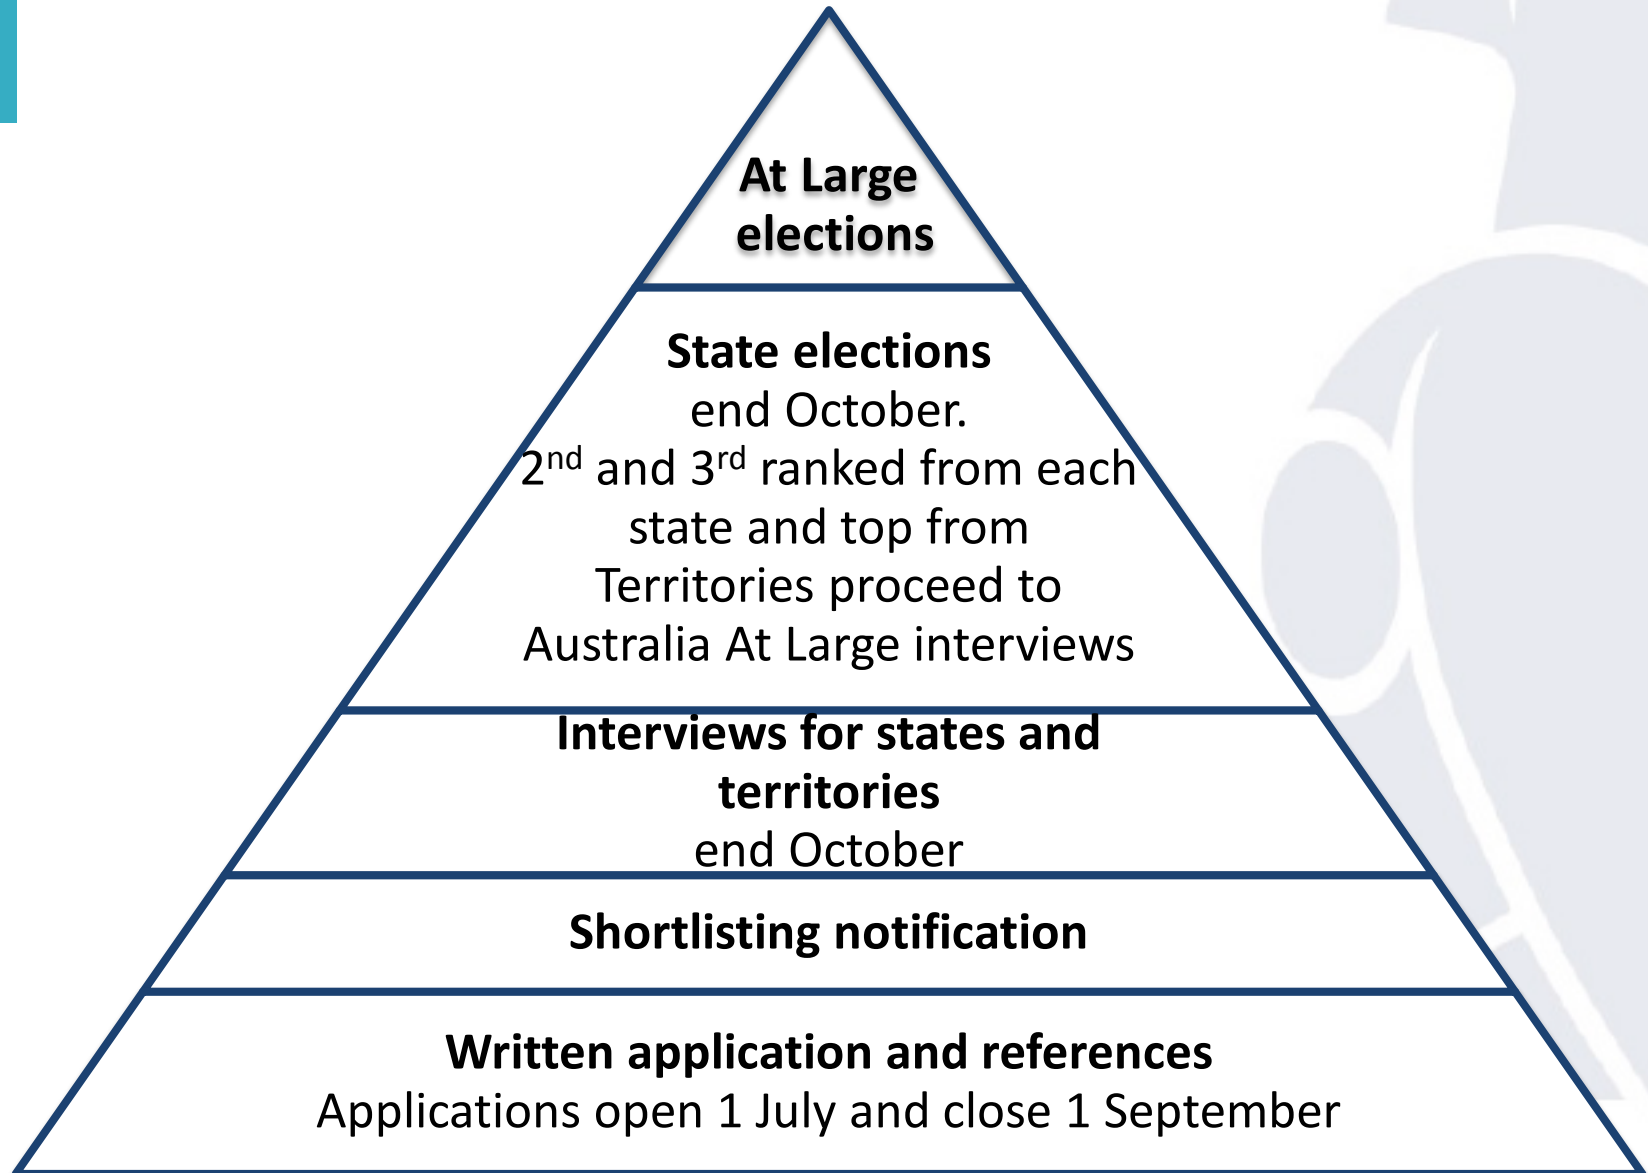 At Large
elections
State elections
end October.
2nd and 3rd ranked from each
state and top from
Territories proceed to
Australia At Large interviews
Interviews for states and
territories
end October
Shortlisting notification
Written application and references
Applications open 1 July and close 1 September